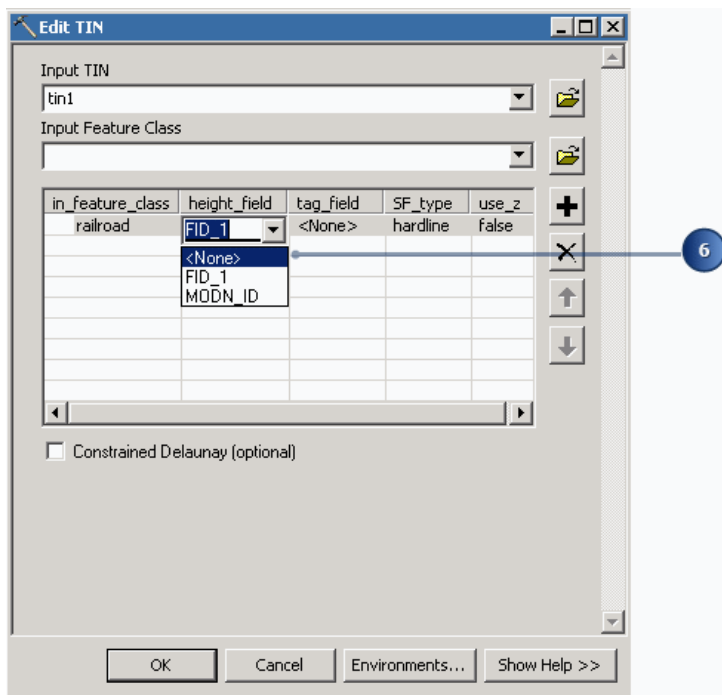 Edit TIN
Input TIN
tin1
Input Feature Class
in_feature_class height_field tag_field SF_type use_z
railroad FID_1 <None> hardline false
<None>
6
FID_1
MODN_ID
Constrained Delaunay (optional)
OK Cancel Environments... Show Help >>